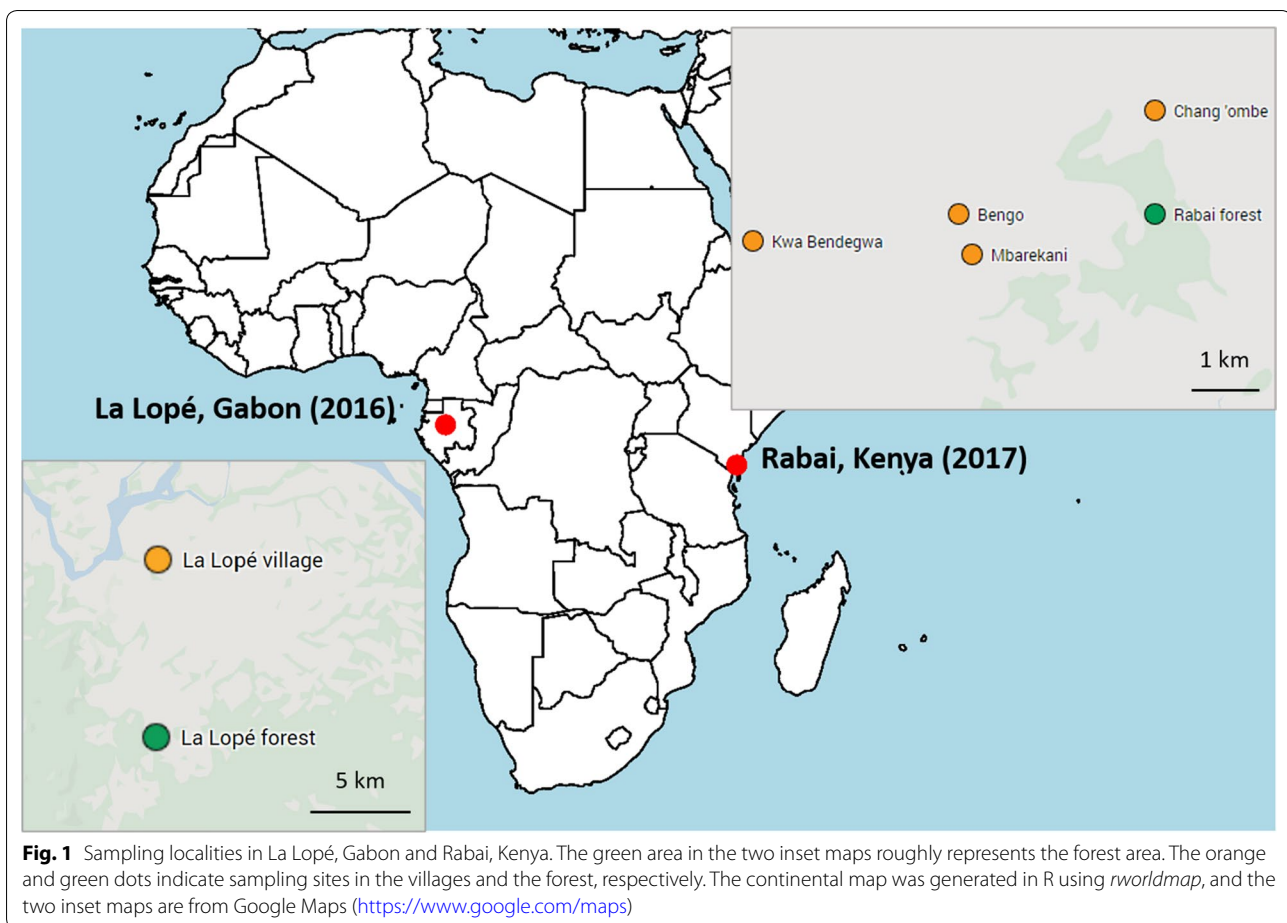 Chang 'ombe
Bengo
Rabai forest
Kwa Bendegwa
Mbarekani
1 km
La Lopé, Gabon (2016)
Rabai, Kenya (2017)
La Lopé village
La Lopé forest
5 km
Fig. 1 Sampling localities in La Lopé, Gabon and Rabai, Kenya. The green area in the two inset maps roughly represents the forest area. The orange
and green dots indicate sampling sites in the villages and the forest, respectively. The continental map was generated in R using rworldmap, and the
two inset maps are from Google Maps (https://www.google.com/maps)